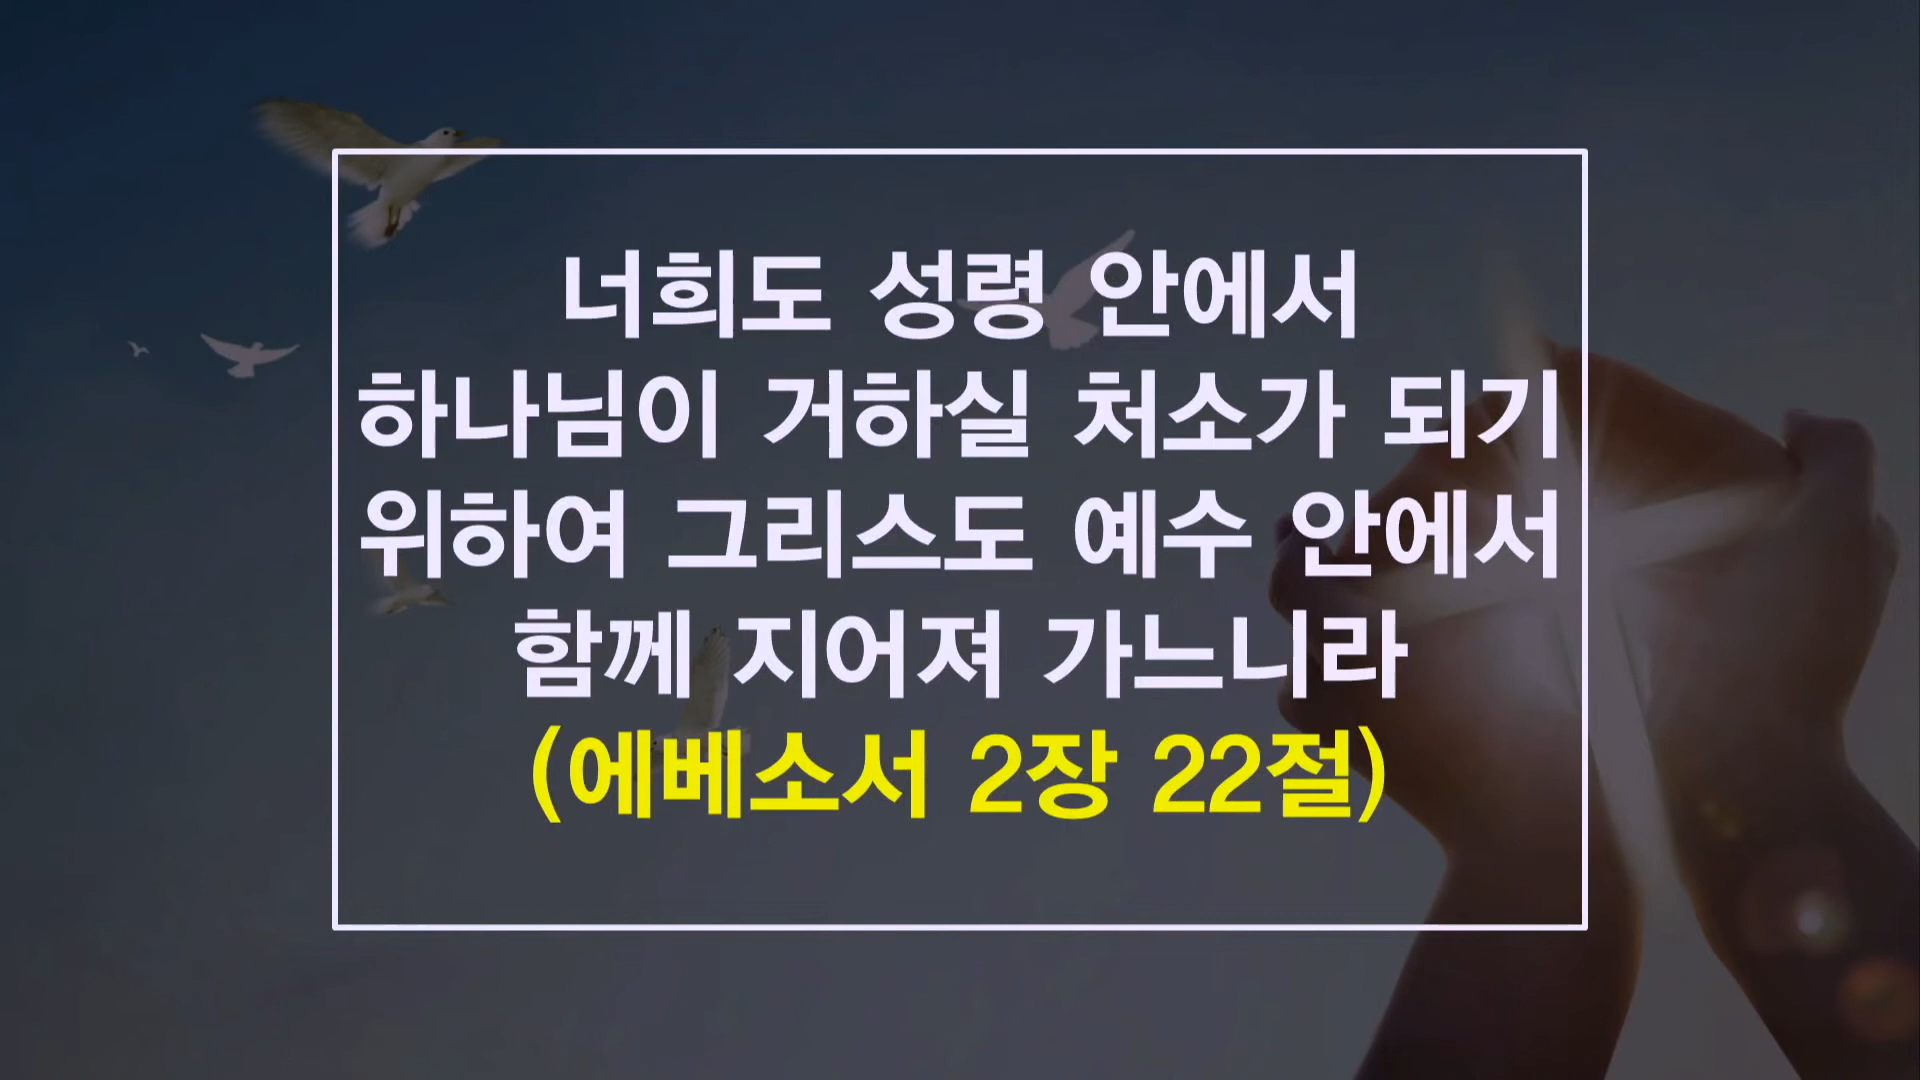 너희도 성령 안에서
하나님이 거하실 처소가 되기
위하여 그리스도 예수 안에서
함께 지어져 가느니라
(에베소서 2장 22절)